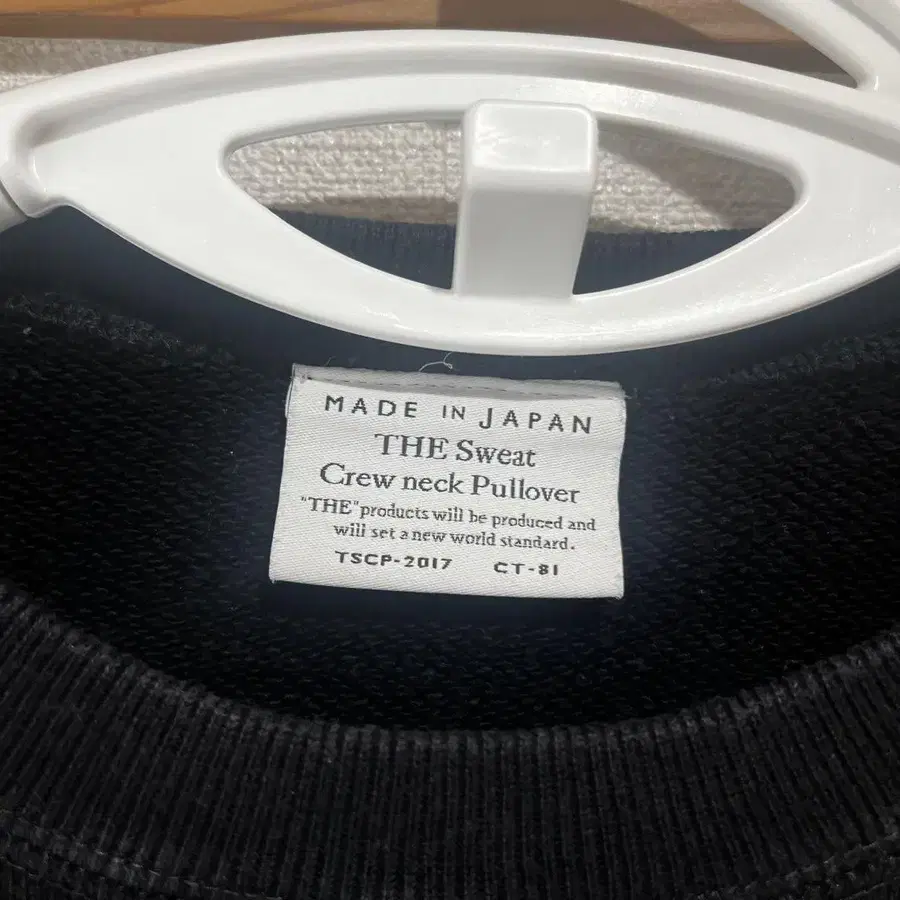 MADE IN JAPAN
THE Sweat
Crew neck Pullover
"THE" products will be produced and
will set a new world standard.
TSCP-2017 CT-81